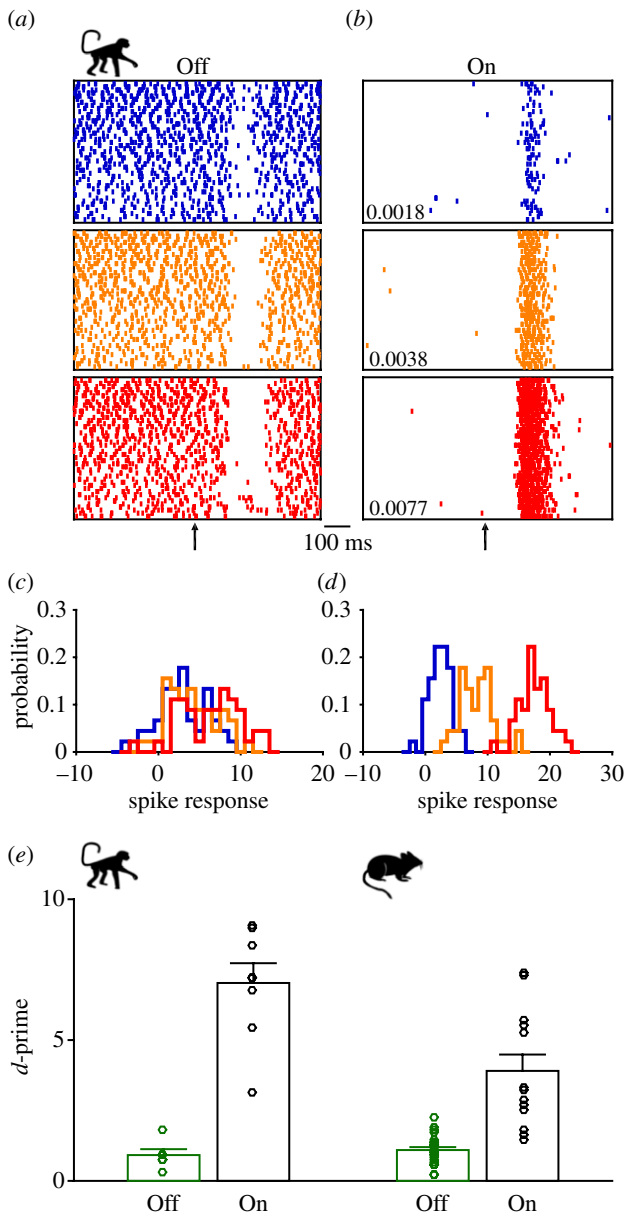 (a) (b)
Off On
0.0018
0.0038
0.0077
100 ms
(c) (d)
0.3 0.3
0.2 0.2
0.1 0.1
0 0
probability
−10 0 10 20 −10 0 10 20 30
spike response spike response
(e)
10
5
0
d-prime
Off On Off On